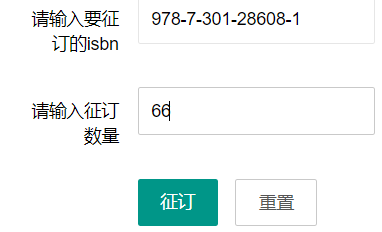 请输入要征
订的isbn
978-7-301-28608-1
请输入征订
数量
66
征订
重置